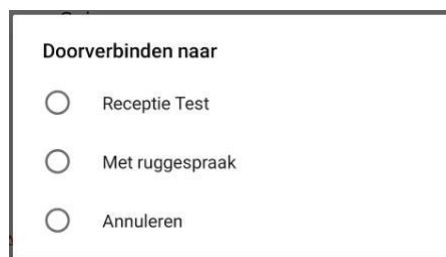 Doorverbinden naar
Receptie Test
Met ruggespraak
Annuleren